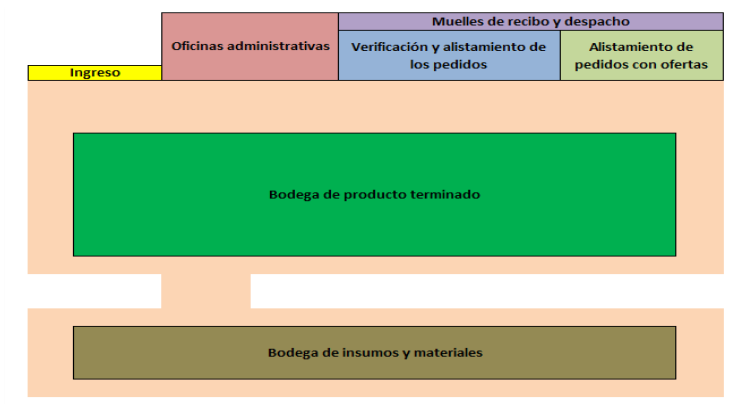 Muelles de recibo y despacho
Oficinas administrativas
Verificación y alistamiento de
los pedidos
Alistamiento de
pedidos con ofertas
Ingreso
Bodega de producto terminado
Bodega de insumos y materiales